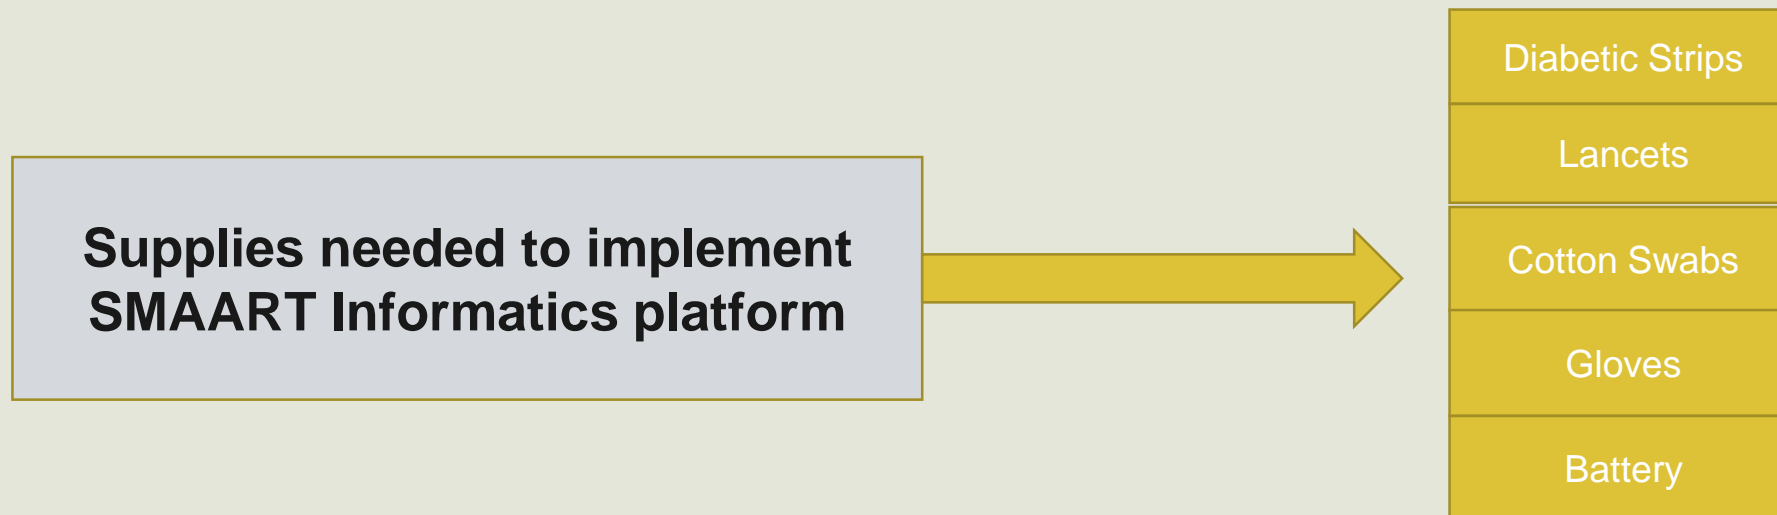 Supplies needed to implement
SMAART Informatics platform
Diabetic Strips
Lancets
Cotton Swabs
Gloves
Battery